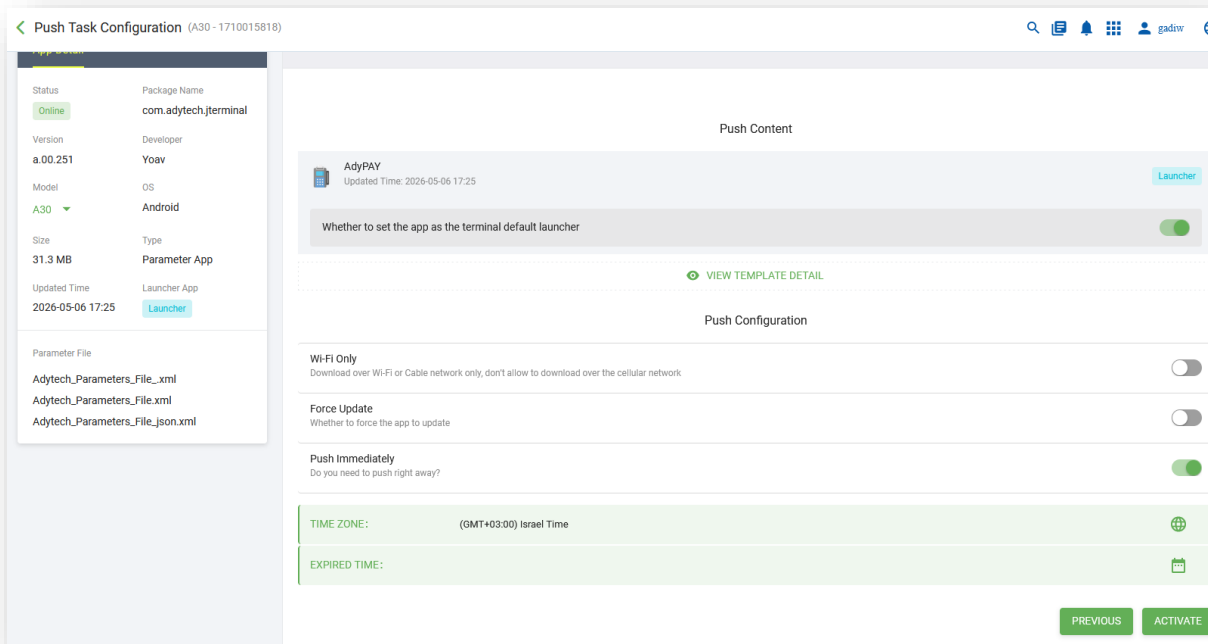 Push Task Configuration (A30 - 1710015818)
gadiw
App Detail
Status
Package Name
Online
com.adytech.jterminal
Version
Developer
a.00.251
Yoav
Model
OS
A30
Android
Size
Type
31.3 MB
Parameter App
Updated Time
Launcher App
2026-05-06 17:25
Launcher
Parameter File
Adytech_Parameters_File_.xml
Adytech_Parameters_File.xml
Adytech_Parameters_File_json.xml
Push Content
AdyPAY
Updated Time: 2026-05-06 17:25
Launcher
Whether to set the app as the terminal default launcher
VIEW TEMPLATE DETAIL
Push Configuration
Wi-Fi Only
Download over Wi-Fi or Cable network only, don't allow to download over the cellular network
Force Update
Whether to force the app to update
Push Immediately
Do you need to push right away?
TIME ZONE: (GMT+03:00) Israel Time
EXPIRED TIME:
PREVIOUS
ACTIVATE